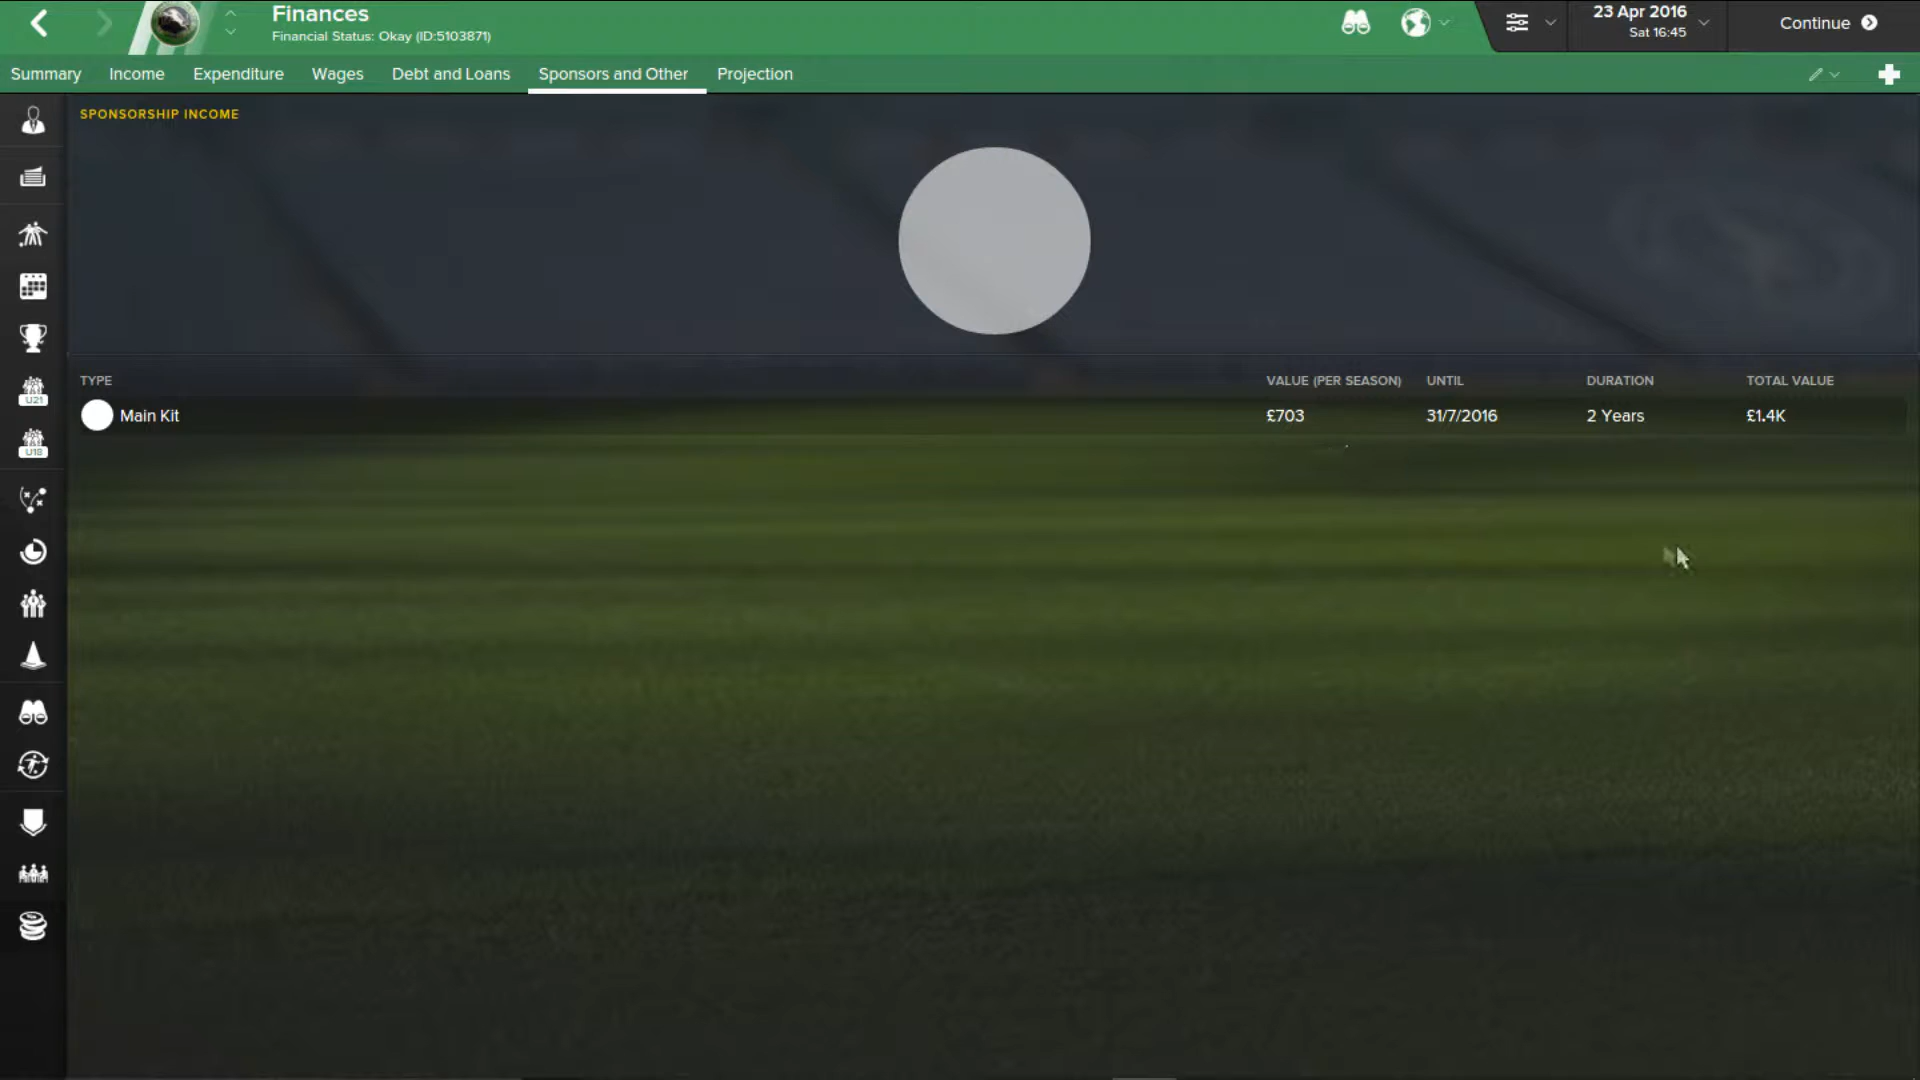 Finances
Financial Status: Okay (ID:5103871)
23 Apr 2016
Sat 16:45
Continue
Summary
Income
Expenditure
Wages
Debt and Loans
Sponsors and Other
Projection
SPONSORSHIP INCOME
TYPE
VALUE (PER SEASON)
UNTIL
DURATION
TOTAL VALUE
Main Kit
£703
31/7/2016
2 Years
£1.4K
U21
U18